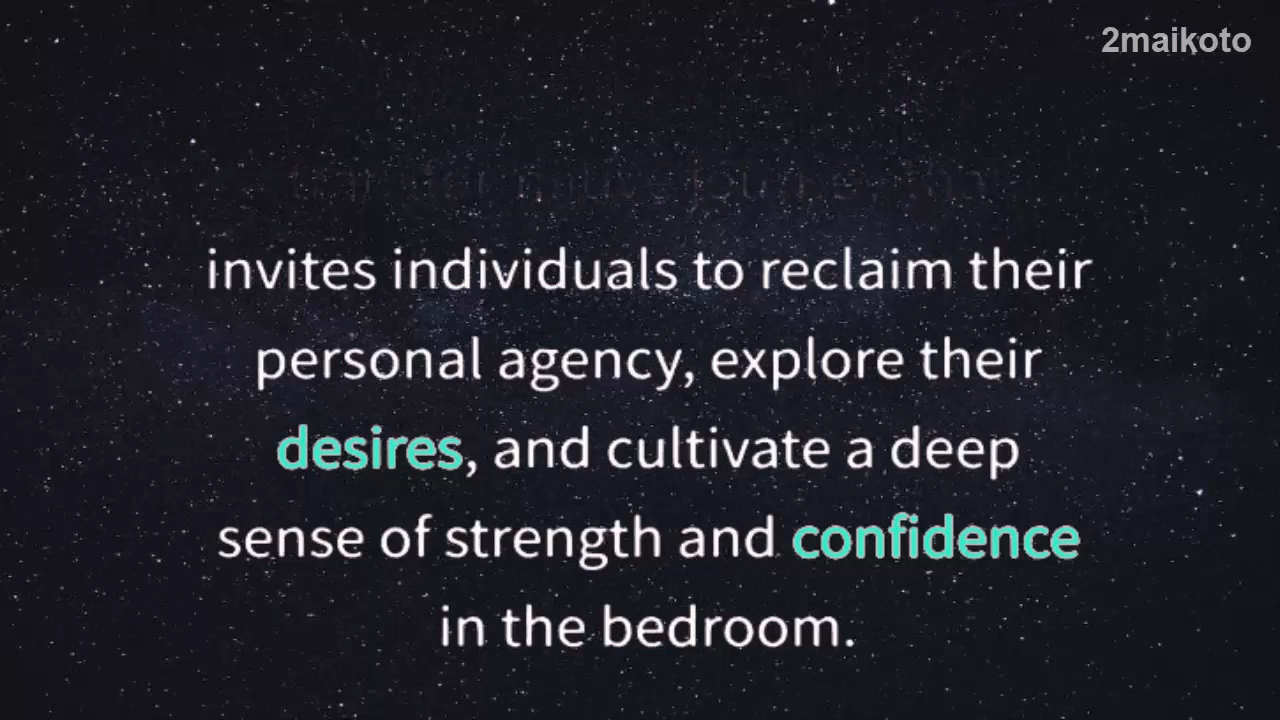 2maikoto
invites individuals to reclaim their
personal agency, explore their
desires, and cultivate a deep
sense of strength and confidence
in the bedroom.